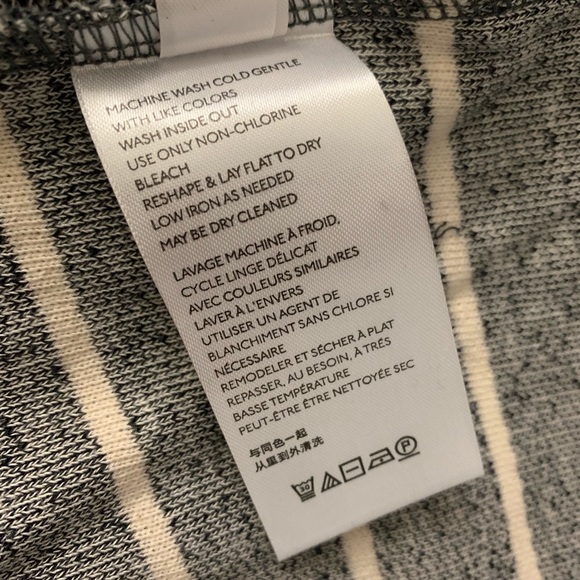 MACHINE WASH COLD GENTLE
WITH LIKE COLORS
WASH INSIDE OUT
USE ONLY NON-CHLORINE
BLEACH
RESHAPE & LAY FLAT TO DRY
LOW IRON AS NEEDED
MAY BE DRY CLEANED
LAVAGE MACHINE À FROID,
CYCLE LINGE DÉLICAT
AVEC COULEURS SIMILAIRES
LAVER À L'ENVERS
UTILISER UN AGENT DE
BLANCHIMENT SANS CHLORE SI
NÉCESSAIRE
REMODELER ET SÉCHER À PLAT
REPASSER, AU BESOIN, À TRÈS
BASSE TEMPÉRATURE
PEUT-ÊTRE ÊTRE NETTOYÉE SEC
与同色一起
从里到外清洗
30 P